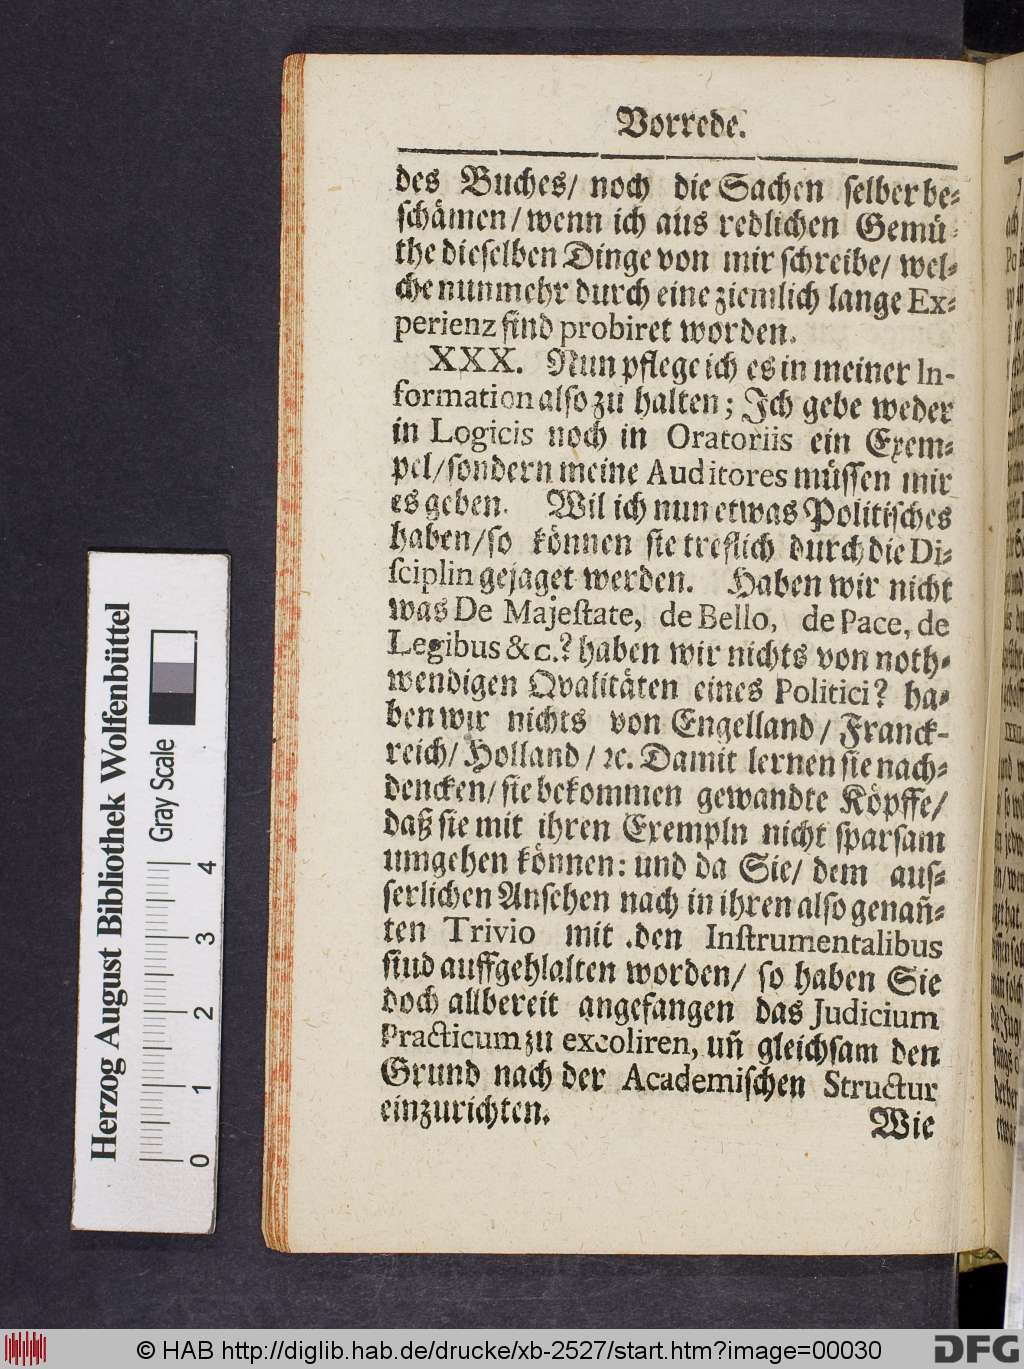 Vorrede.
des Buches/ noch die Sachen selber be-
schämen/ wenn ich aus redlichen Gemü-
the dieselben Dinge von mir schreibe/ wel-
che nunmehr durch eine ziemlich lange Ex-
perienz sind probiret worden.
XXX. Nun pflege ich es in meiner In-
formation also zu halten; Ich gebe weder
in Logicis noch in Oratoriis ein Exem-
pel/ sondern meine Auditores müssen mir
es geben. Wil ich nun etwas Politisches
haben/ so können sie treflich durch die Di-
sciplin gejaget werden. Haben wir nicht
was De Majestate, de Bello, de Pace, de
Legibus &c.? haben wir nichts von noth-
wendigen Qvalitäten eines Politici? ha-
ben wir nichts von Engelland/ Franck-
reich/ Holland/ ꝛc. Damit lernen sie nach-
dencken/ sie bekommen gewandte Köpffe/
daß sie mit ihren Exempln nicht sparsam
umgehen können: und da Sie/ dem aus-
serlichen Ansehen nach in ihren also genan̄-
ten Trivio mit den Instrumentalibus
sind auffgehlalten worden/ so haben Sie
doch allbereit angefangen das Judicium
Practicum zu excoliren, un̄ gleichsam den
Grund nach der Academischen Structur
einzurichten.
Wie
Herzog August Bibliothek Wolfenbüttel
Gray Scale
0 1 2 3 4
© HAB http://diglib.hab.de/drucke/xb-2527/start.htm?image=00030
DFG